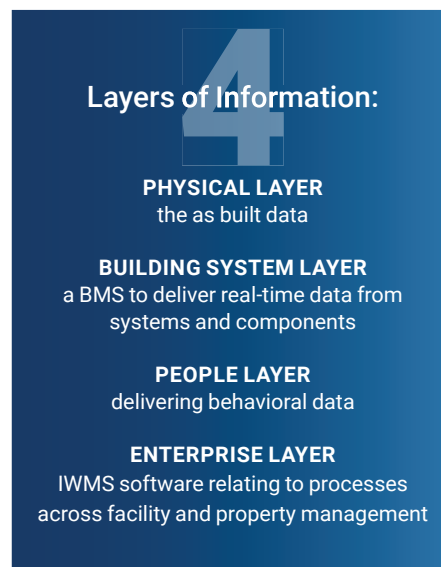 4
Layers of Information:
PHYSICAL LAYER
the as built data
BUILDING SYSTEM LAYER
a BMS to deliver real-time data from
systems and components
PEOPLE LAYER
delivering behavioral data
ENTERPRISE LAYER
IWMS software relating to processes
across facility and property management